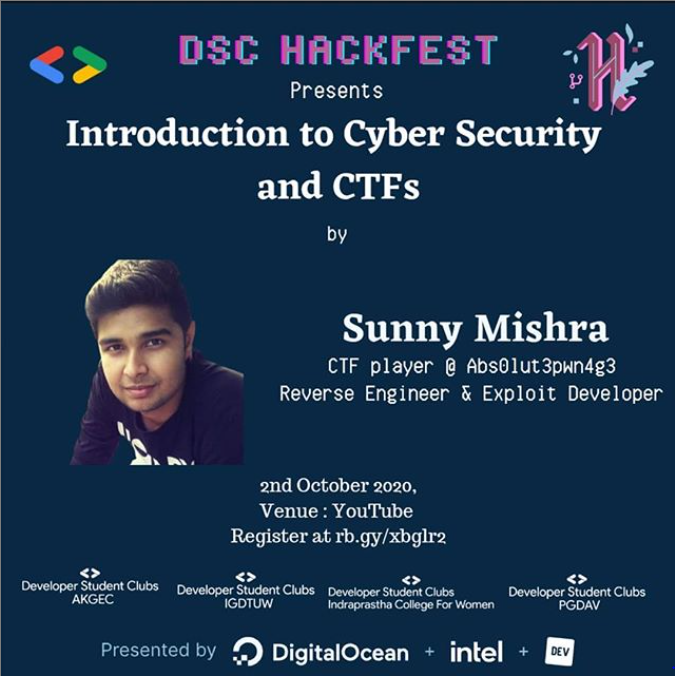 DSC HACKFEST
Presents
Introduction to Cyber Security
and CTFs
by
Sunny Mishra
CTF player @ Abs0lut3pwn4g3
Reverse Engineer & Exploit Developer
2nd October 2020,
Venue : YouTube
Register at rb.gy/xbglr2
Developer Student Clubs
AKGEC
Developer Student Clubs
IGDTUW
Developer Student Clubs
Indraprastha College For Women
Developer Student Clubs
PGDAV
Presented by DigitalOcean + intel + DEV